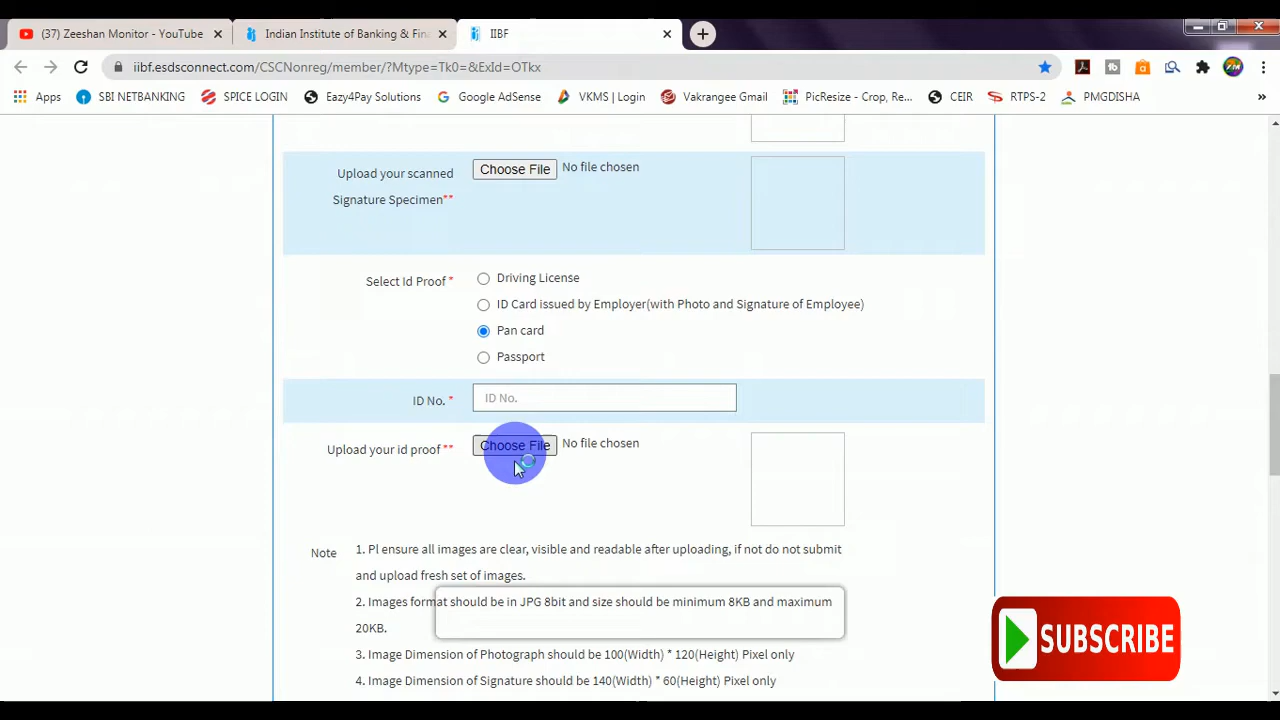 (37) Zeeshan Monitor - YouTube
Indian Institute of Banking & Fin
IIBF
iibf.esdsconnect.com/CSCNonreg/member/?Mtype=Tk0=&ExId=OTkx
Apps
SBI NETBANKING
SPICE LOGIN
Eazy4Pay Solutions
Google AdSense
VKMS | Login
Vakrangee Gmail
PicResize - Crop, Re...
CEIR
RTPS-2
PMGDISHA
»
Upload your scanned
Signature Specimen**
Choose File No file chosen
Select Id Proof *
Driving License
ID Card issued by Employer(with Photo and Signature of Employee)
Pan card
Passport
ID No. *
ID No.
Upload your id proof **
Choose File No file chosen
Note
1. Pl ensure all images are clear, visible and readable after uploading, if not do not submit
and upload fresh set of images.
2. Images format should be in JPG 8bit and size should be minimum 8KB and maximum
20KB.
3. Image Dimension of Photograph should be 100(Width) * 120(Height) Pixel only
4. Image Dimension of Signature should be 140(Width) * 60(Height) Pixel only
SUBSCRIBE